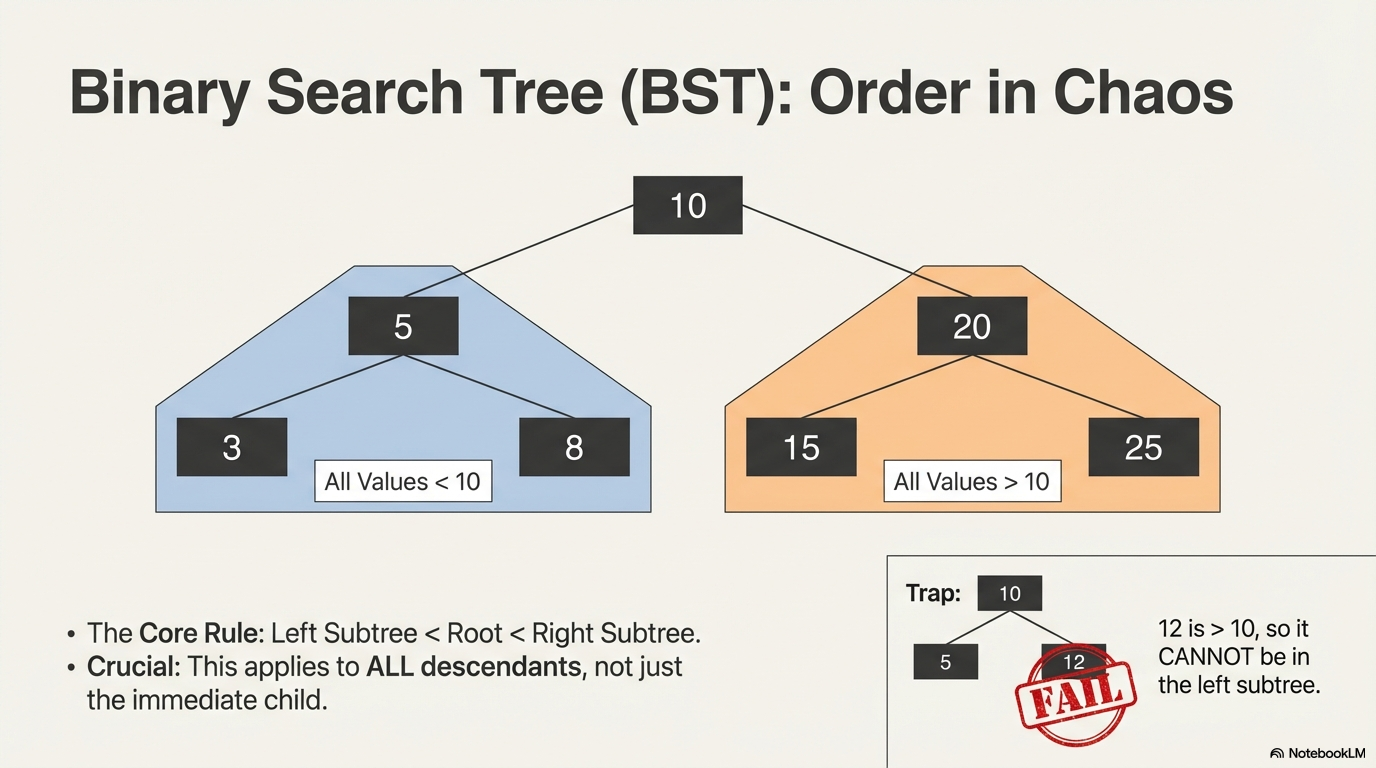 Binary Search Tree (BST): Order in Chaos
10
5
20
3
8
15
25
All Values < 10
All Values > 10
• The Core Rule: Left Subtree < Root < Right Subtree.
• Crucial: This applies to ALL descendants, not just
the immediate child.
Trap:
10
5
12
FAIL
12 is > 10, so it
CANNOT be in
the left subtree.
NotebookLM